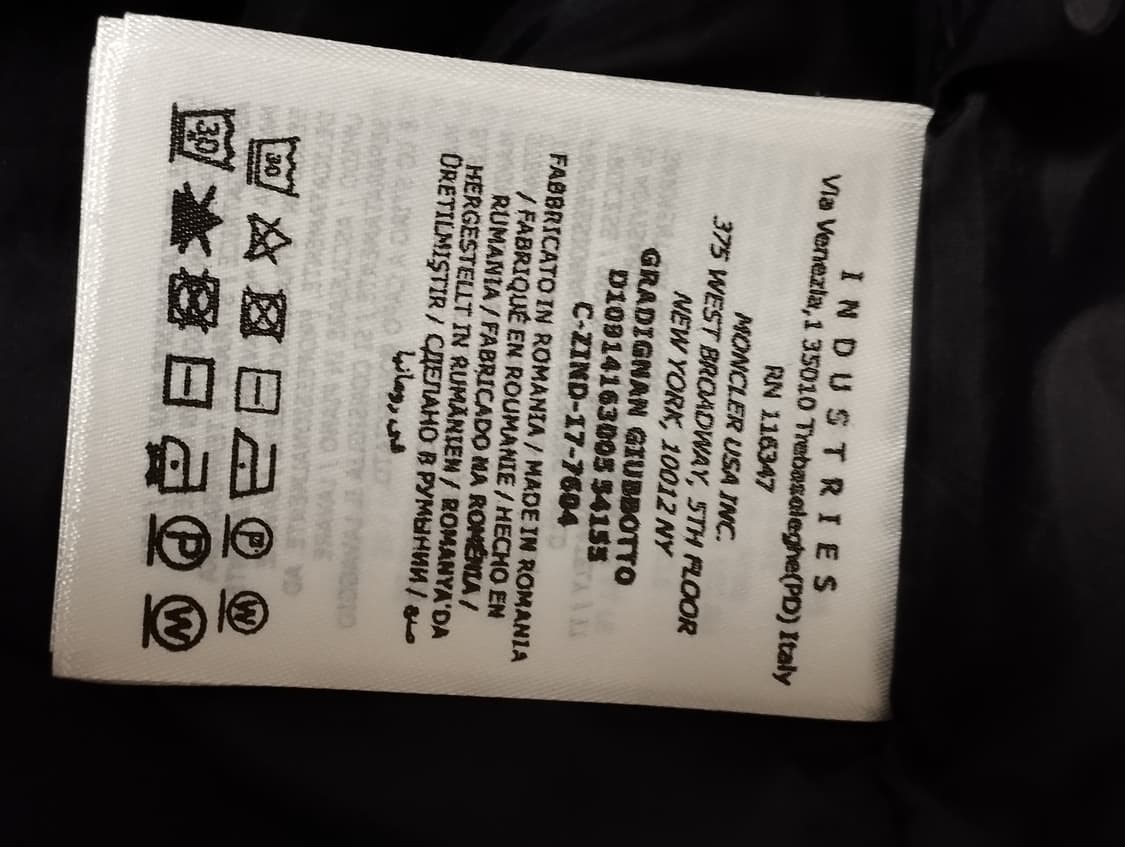 INDUSTRIES
Via Venezia,1 35010 Trebaseleghe(PD) Italy
RN 116347
MONCLER USA INC.
375 WEST BROADWAY, 5TH FLOOR
NEW YORK, 10012 NY
GRADIGNAN GIUBBOTTO
D10914163005 54155
C-ZIND-17-7604
FABBRICATO IN ROMANIA / MADE IN ROMANIA
/ FABRIQUÉ EN ROUMANIE / HECHO EN
RUMANIA / FABRICADO NA ROMÉNIA /
HERGESTELLT IN RUMÄNIEN / ROMANYA'DA
ÜRETILMIŞTIR / СДЕЛАНО В РУМЫНИИ / صنع
في رومانيا
30
P W
30
P W